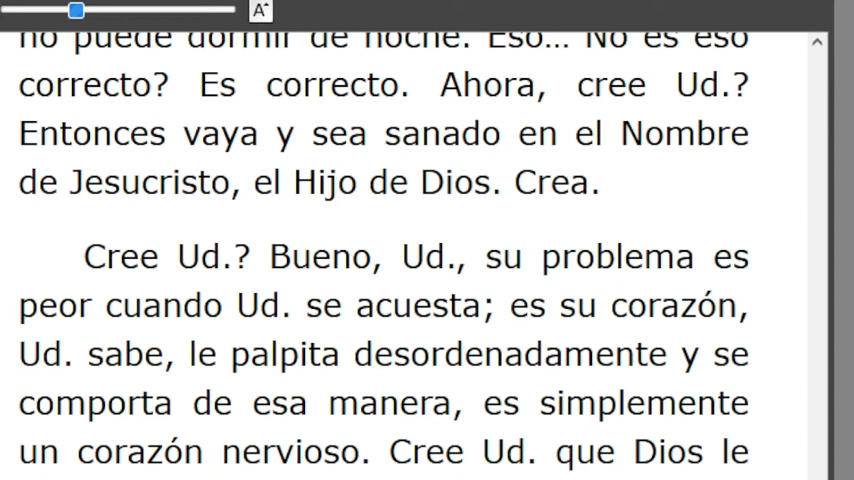 A
no puede dormir de noche. Eso... No es eso
correcto? Es correcto. Ahora, cree Ud.?
Entonces vaya y sea sanado en el Nombre
de Jesucristo, el Hijo de Dios. Crea.
Cree Ud.? Bueno, Ud., su problema es
peor cuando Ud. se acuesta; es su corazón,
Ud. sabe, le palpita desordenadamente y se
comporta de esa manera, es simplemente
un corazón nervioso. Cree Ud. que Dios le